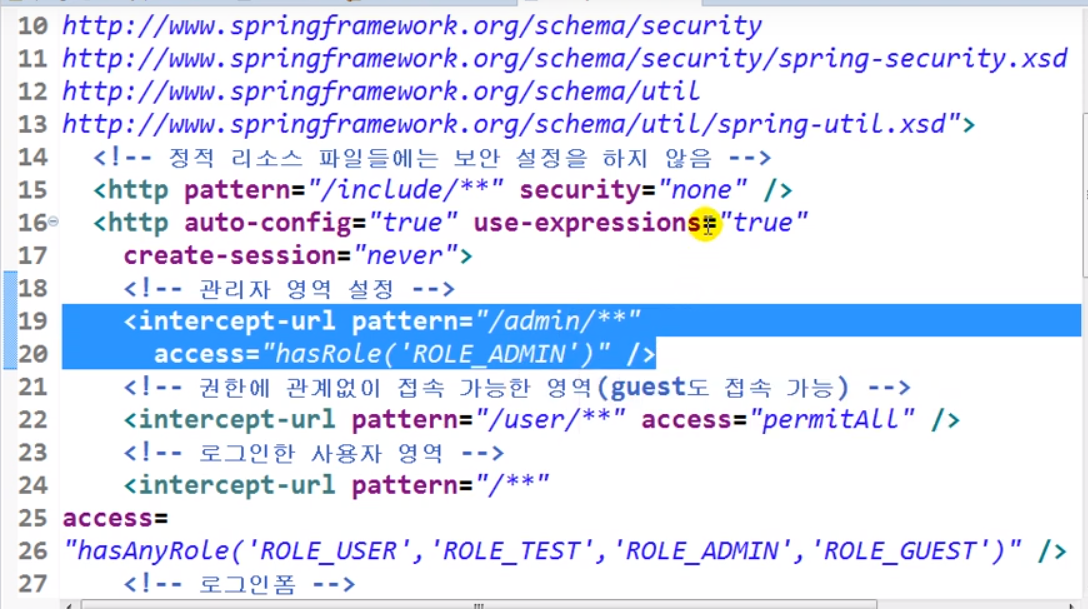 10 http://www.springframework.org/schema/security
11 http://www.springframework.org/schema/security/spring-security.xsd
12 http://www.springframework.org/schema/util
13 http://www.springframework.org/schema/util/spring-util.xsd">
14 <!-- 정적 리소스 파일들에는 보안 설정을 하지 않음 -->
15 <http pattern="/include/**" security="none" />
16 <http auto-config="true" use-expressions="true"
17 create-session="never">
18 <!-- 관리자 영역 설정 -->
19 <intercept-url pattern="/admin/**"
20 access="hasRole('ROLE_ADMIN')" />
21 <!-- 권한에 관계없이 접속 가능한 영역(guest도 접속 가능) -->
22 <intercept-url pattern="/user/**" access="permitAll" />
23 <!-- 로그인한 사용자 영역 -->
24 <intercept-url pattern="/**"
25 access=
26 "hasAnyRole('ROLE_USER','ROLE_TEST','ROLE_ADMIN','ROLE_GUEST')" />
27 <!-- 로그인폼 -->